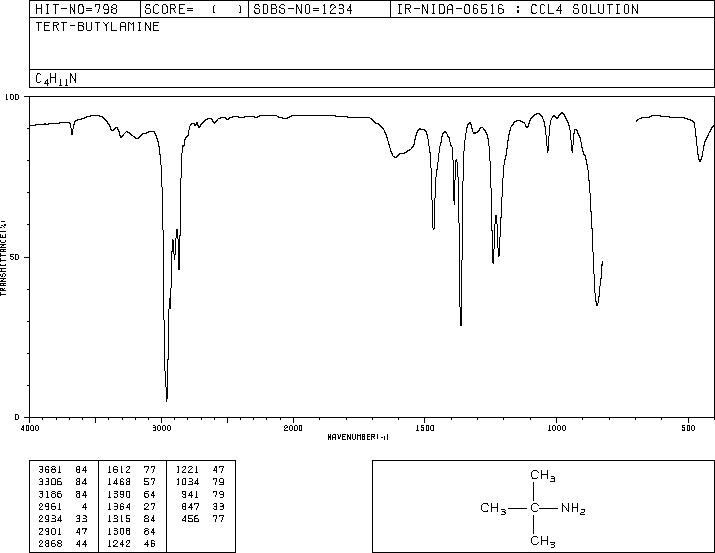 HIT-NO=798 SCORE= ( ) SDBS-NO=1234 IR-NIDA-06516 : CCL4 SOLUTION
TERT-BUTYLAMINE
C4H11N
100
50
0
TRANSMITTANCE(%)
4000 3000 2000 1500 1000 500
WAVENUMBER(-1)
3681 84 1612 77 1221 47
3306 84 1468 57 1034 79
3186 84 1390 64 941 79
2961 4 1364 27 847 33
2934 33 1315 84 456 77
2901 47 1308 84
2868 44 1242 46
CH3
CH3 C NH2
CH3